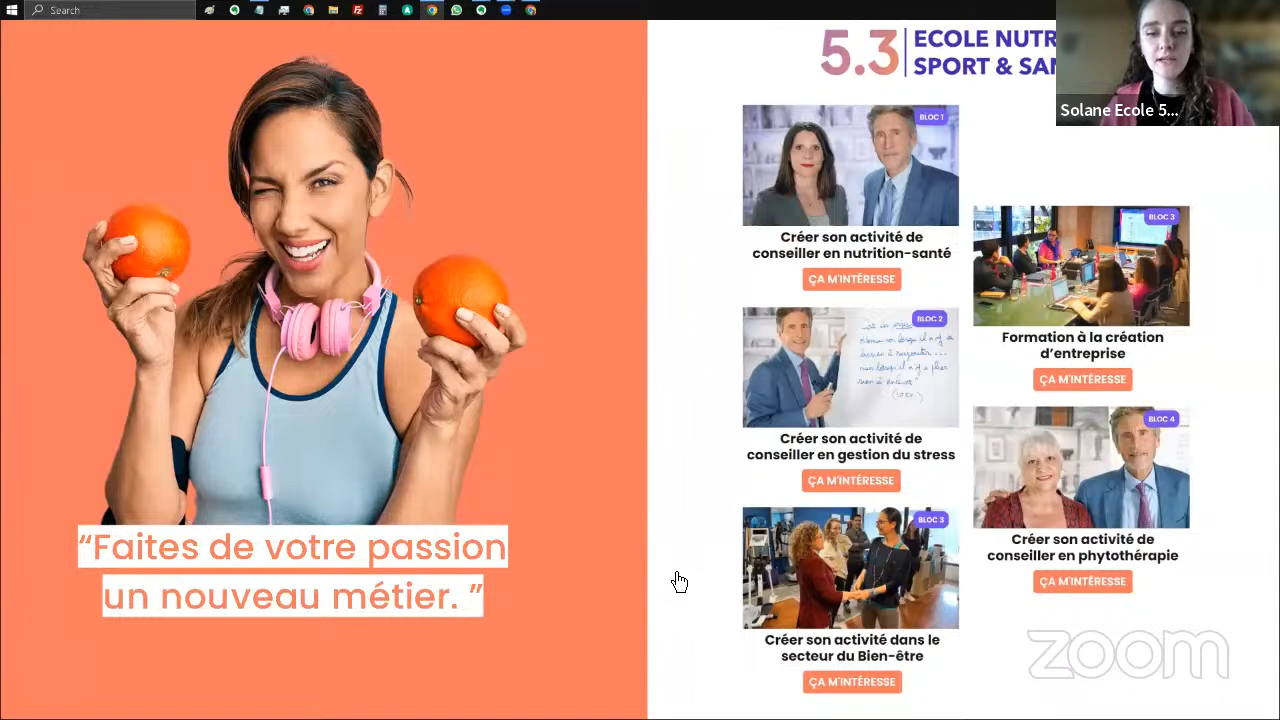 Search
5.3
ECOLE NUTR
SPORT & SAN
Solane Ecole 5...
BLOC 1
Créer son activité de
conseiller en nutrition-santé
ÇA M'INTÉRESSE
BLOC 2
Créer son activité de
conseiller en gestion du stress
ÇA M'INTÉRESSE
BLOC 3
Créer son activité dans le
secteur du Bien-être
ÇA M'INTÉRESSE
BLOC 3
Formation à la création
d'entreprise
ÇA M'INTÉRESSE
BLOC 4
Créer son activité de
conseiller en phytothérapie
ÇA M'INTÉRESSE
“Faites de votre passion
un nouveau métier. ”
zoom